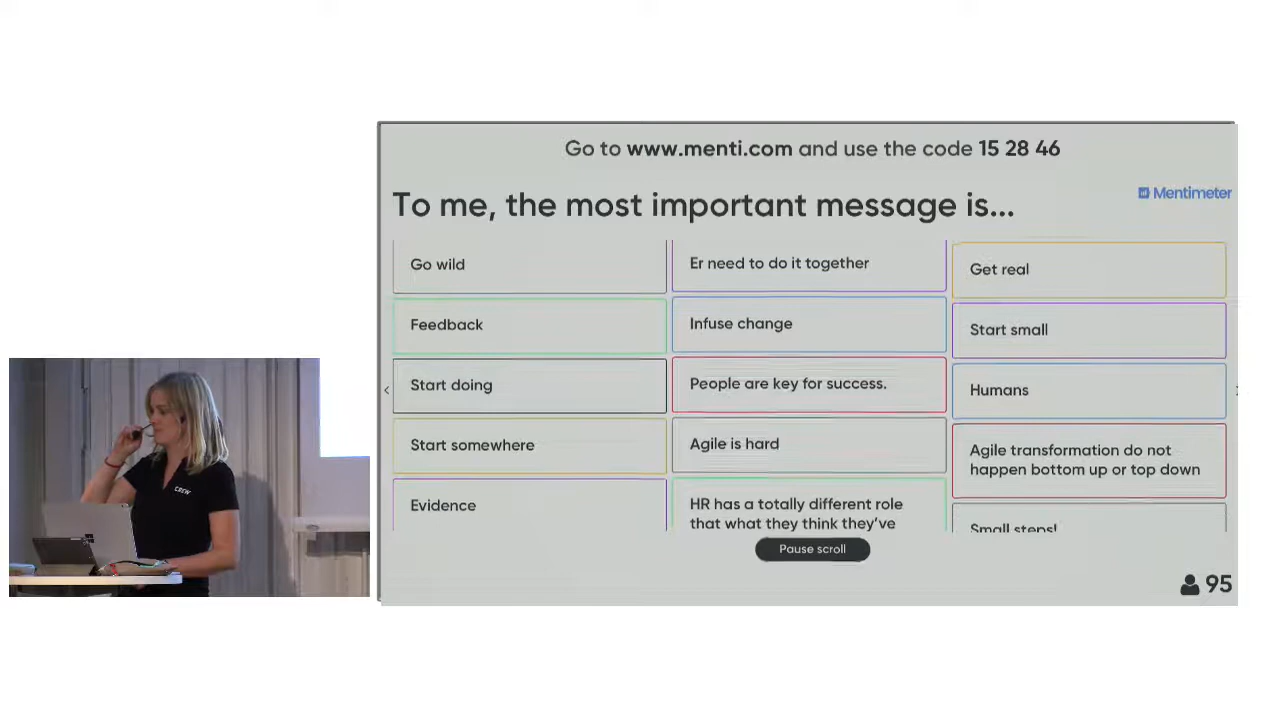 Go to www.menti.com and use the code 15 28 46
To me, the most important message is...
Mentimeter
Go wild
Feedback
Start doing
Start somewhere
Evidence
Er need to do it together
Infuse change
People are key for success.
Agile is hard
HR has a totally different role
that what they think they've
Get real
Start small
Humans
Agile transformation do not
happen bottom up or top down
Small steps!
Pause scroll
95
CREW